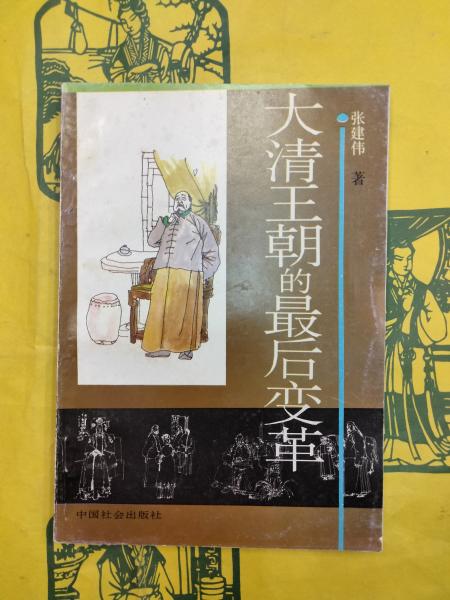 大清王朝的最后变革
张建伟 著
中国社会出版社